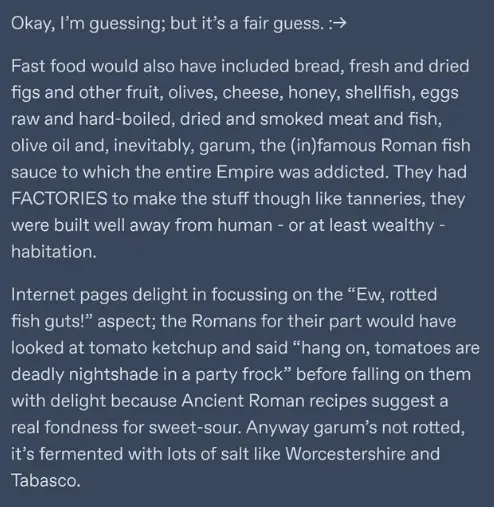 Okay, I’m guessing; but it’s a fair guess. :→
Fast food would also have included bread, fresh and dried
figs and other fruit, olives, cheese, honey, shellfish, eggs
raw and hard-boiled, dried and smoked meat and fish,
olive oil and, inevitably, garum, the (in)famous Roman fish
sauce to which the entire Empire was addicted. They had
FACTORIES to make the stuff though like tanneries, they
were built well away from human - or at least wealthy -
habitation.
Internet pages delight in focussing on the “Ew, rotted
fish guts!” aspect; the Romans for their part would have
looked at tomato ketchup and said “hang on, tomatoes are
deadly nightshade in a party frock” before falling on them
with delight because Ancient Roman recipes suggest a
real fondness for sweet-sour. Anyway garum’s not rotted,
it’s fermented with lots of salt like Worcestershire and
Tabasco.